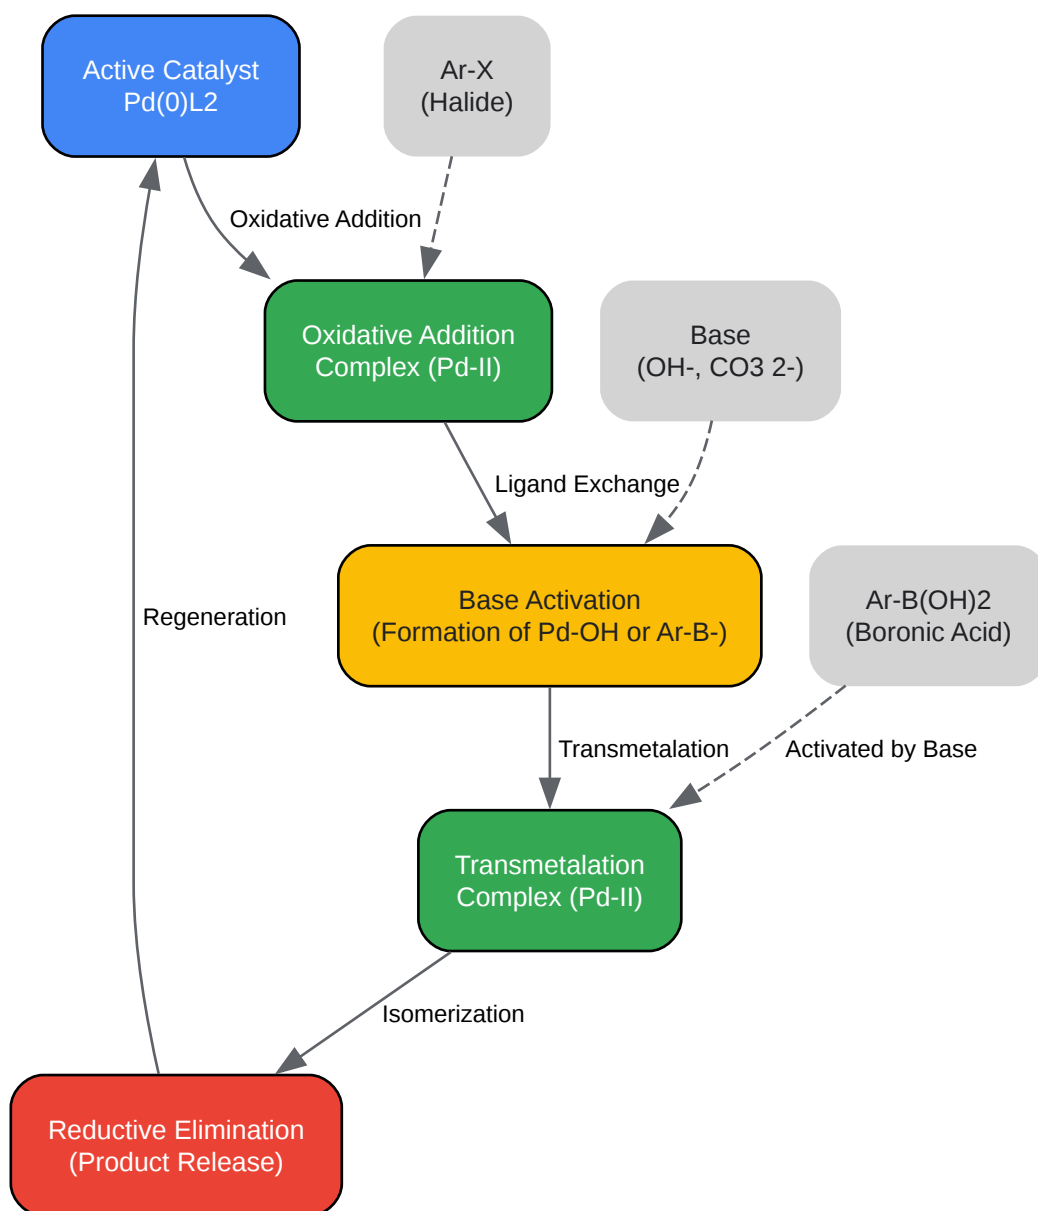 Active Catalyst
Pd(0)L2
Ar-X
(Halide)
Oxidative Addition
Oxidative Addition
Complex (Pd-II)
Base
(OH-, CO3 2-)
Ligand Exchange
Regeneration
Base Activation
(Formation of Pd-OH or Ar-B-)
Ar-B(OH)2
(Boronic Acid)
Transmetalation
Activated by Base
Transmetalation
Complex (Pd-II)
Isomerization
Reductive Elimination
(Product Release)